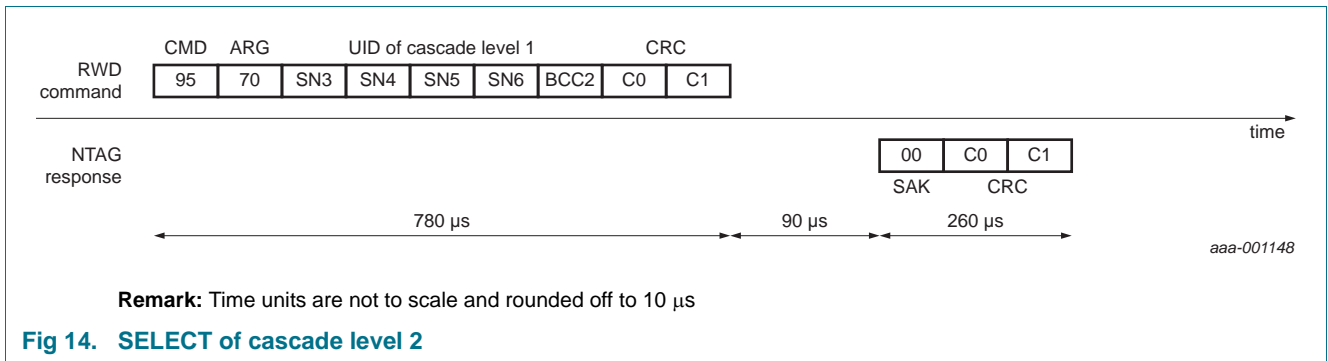 CMD ARG UID of cascade level 1 CRC
RWD command
95 70 SN3 SN4 SN5 SN6 BCC2 C0 C1
time
NTAG response
00 C0 C1
SAK CRC
780 μs 90 μs 260 μs
aaa-001148
Remark: Time units are not to scale and rounded off to 10 μs
Fig 14. SELECT of cascade level 2